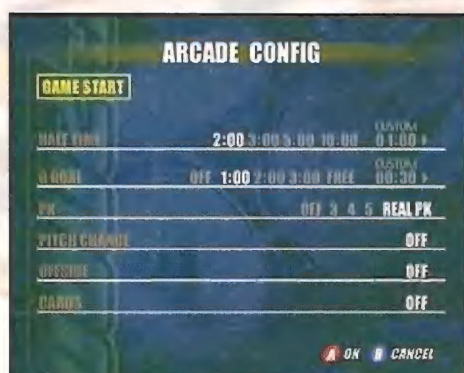 ARCADE CONFIG
GAME START
HALF TIME 2:00 3:00 5:00 10:00 CUSTOM 01:00
G GOAL OFF 1:00 2:00 3:00 FREE CUSTOM 00:30
PK OFF 3 4 5 REAL PK
PITCH CHANGE OFF
OFFSIDE OFF
CARDS OFF
A OK B CANCEL